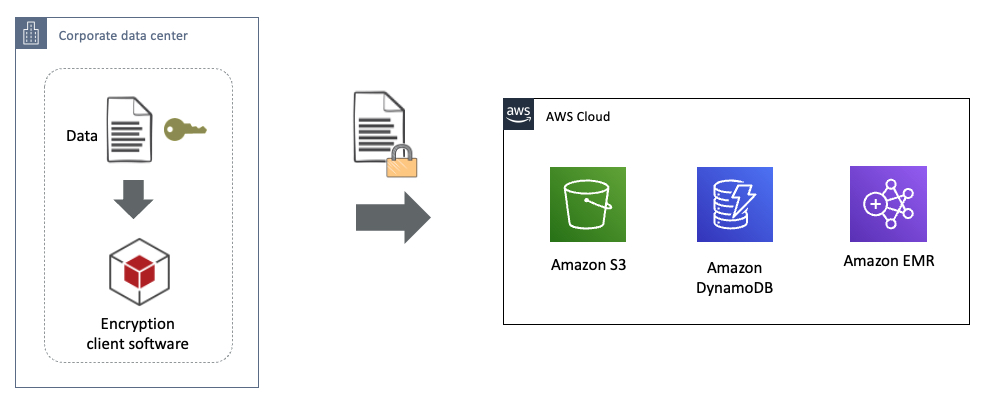 Corporate data center
Data
Encryption
client software
aws
AWS Cloud
Amazon S3
Amazon
DynamoDB
Amazon EMR